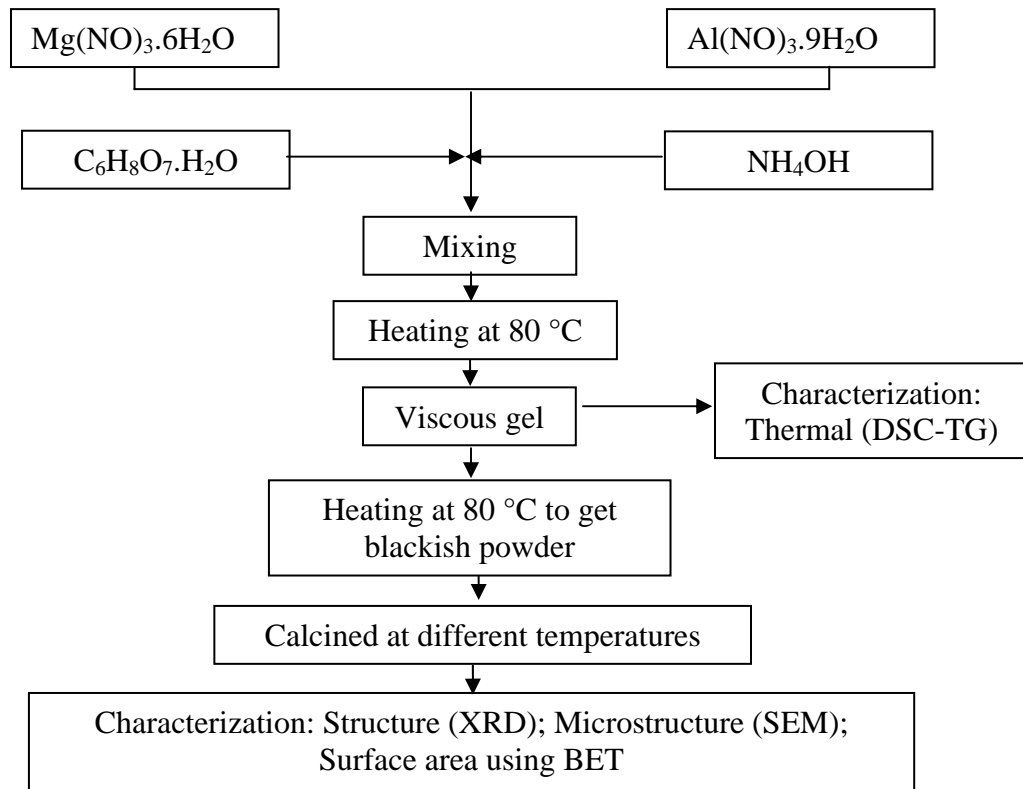 Mg(NO)₃.6H₂O
Al(NO)₃.9H₂O
C₆H₈O₇.H₂O
NH₄OH
Mixing
Heating at 80 °C
Viscous gel
Characterization:
Thermal (DSC-TG)
Heating at 80 °C to get
blackish powder
Calcined at different temperatures
Characterization: Structure (XRD); Microstructure (SEM);
Surface area using BET